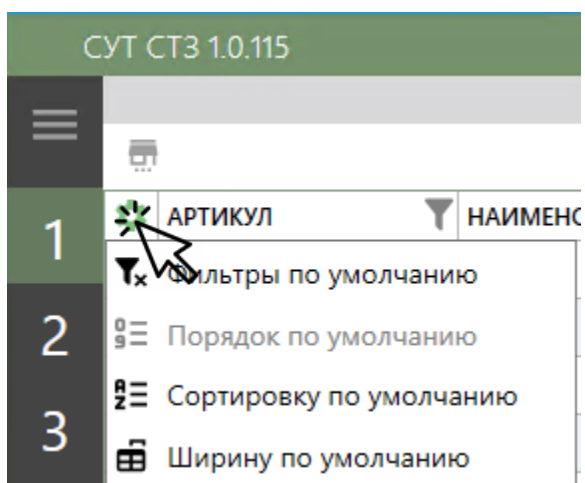 СУТ СТЗ 1.0.115
АРТИКУЛ НАИМЕНО
1
Фильтры по умолчанию
2
Порядок по умолчанию
Сортировку по умолчанию
3
Ширину по умолчанию